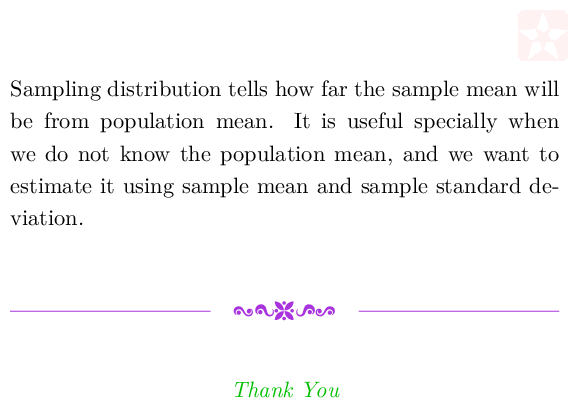 Sampling distribution tells how far the sample mean will
be from population mean. It is useful specially when
we do not know the population mean, and we want to
estimate it using sample mean and sample standard de-
viation.
Thank You